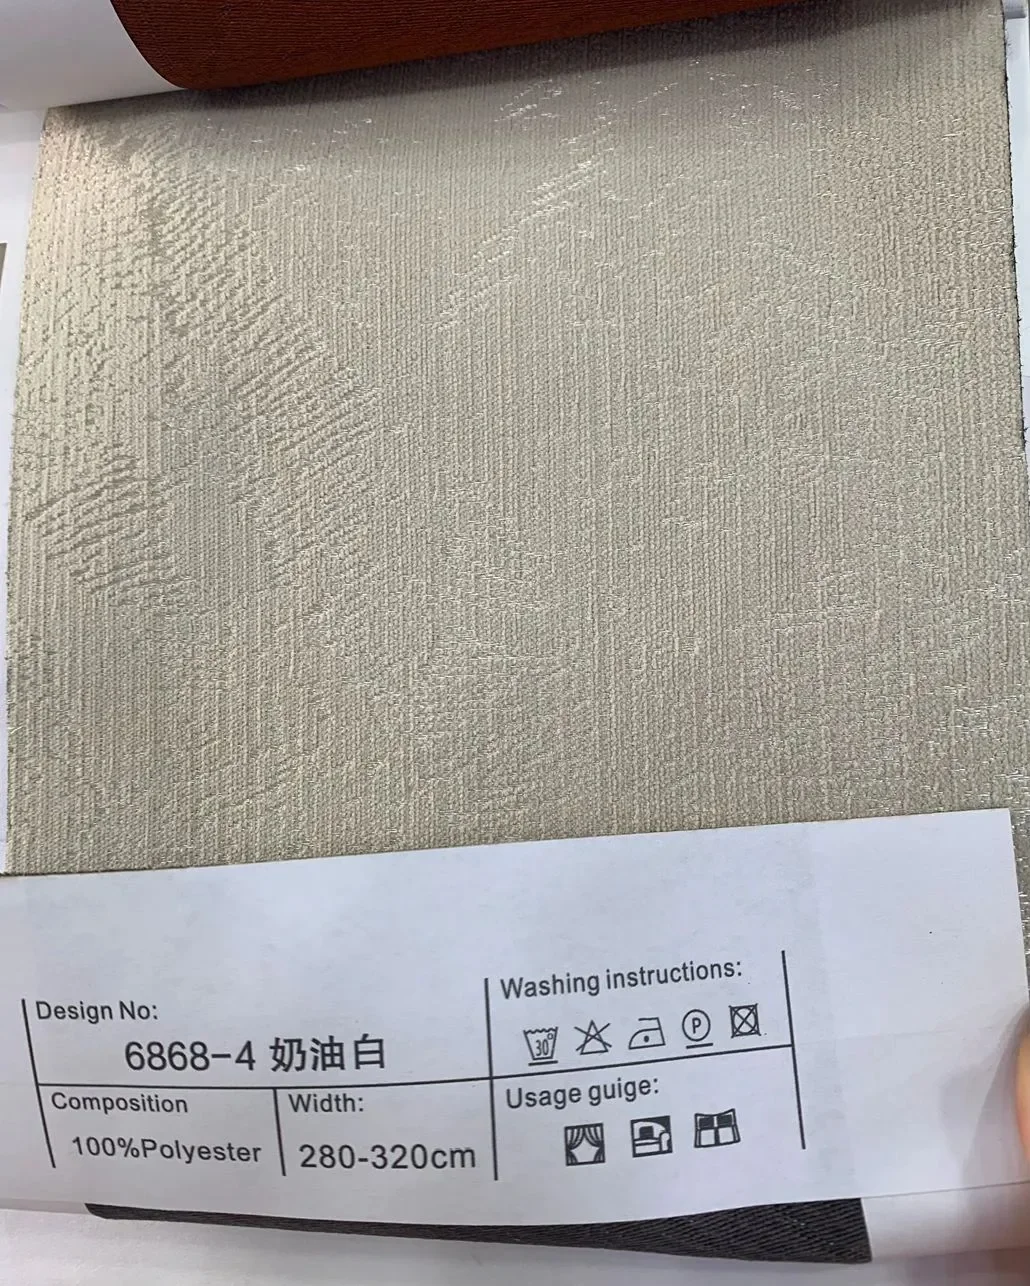 Design No:
6868-4 奶油白
Composition
100%Polyester
Width:
280-320cm
Washing instructions:
30°
P
Usage guige: